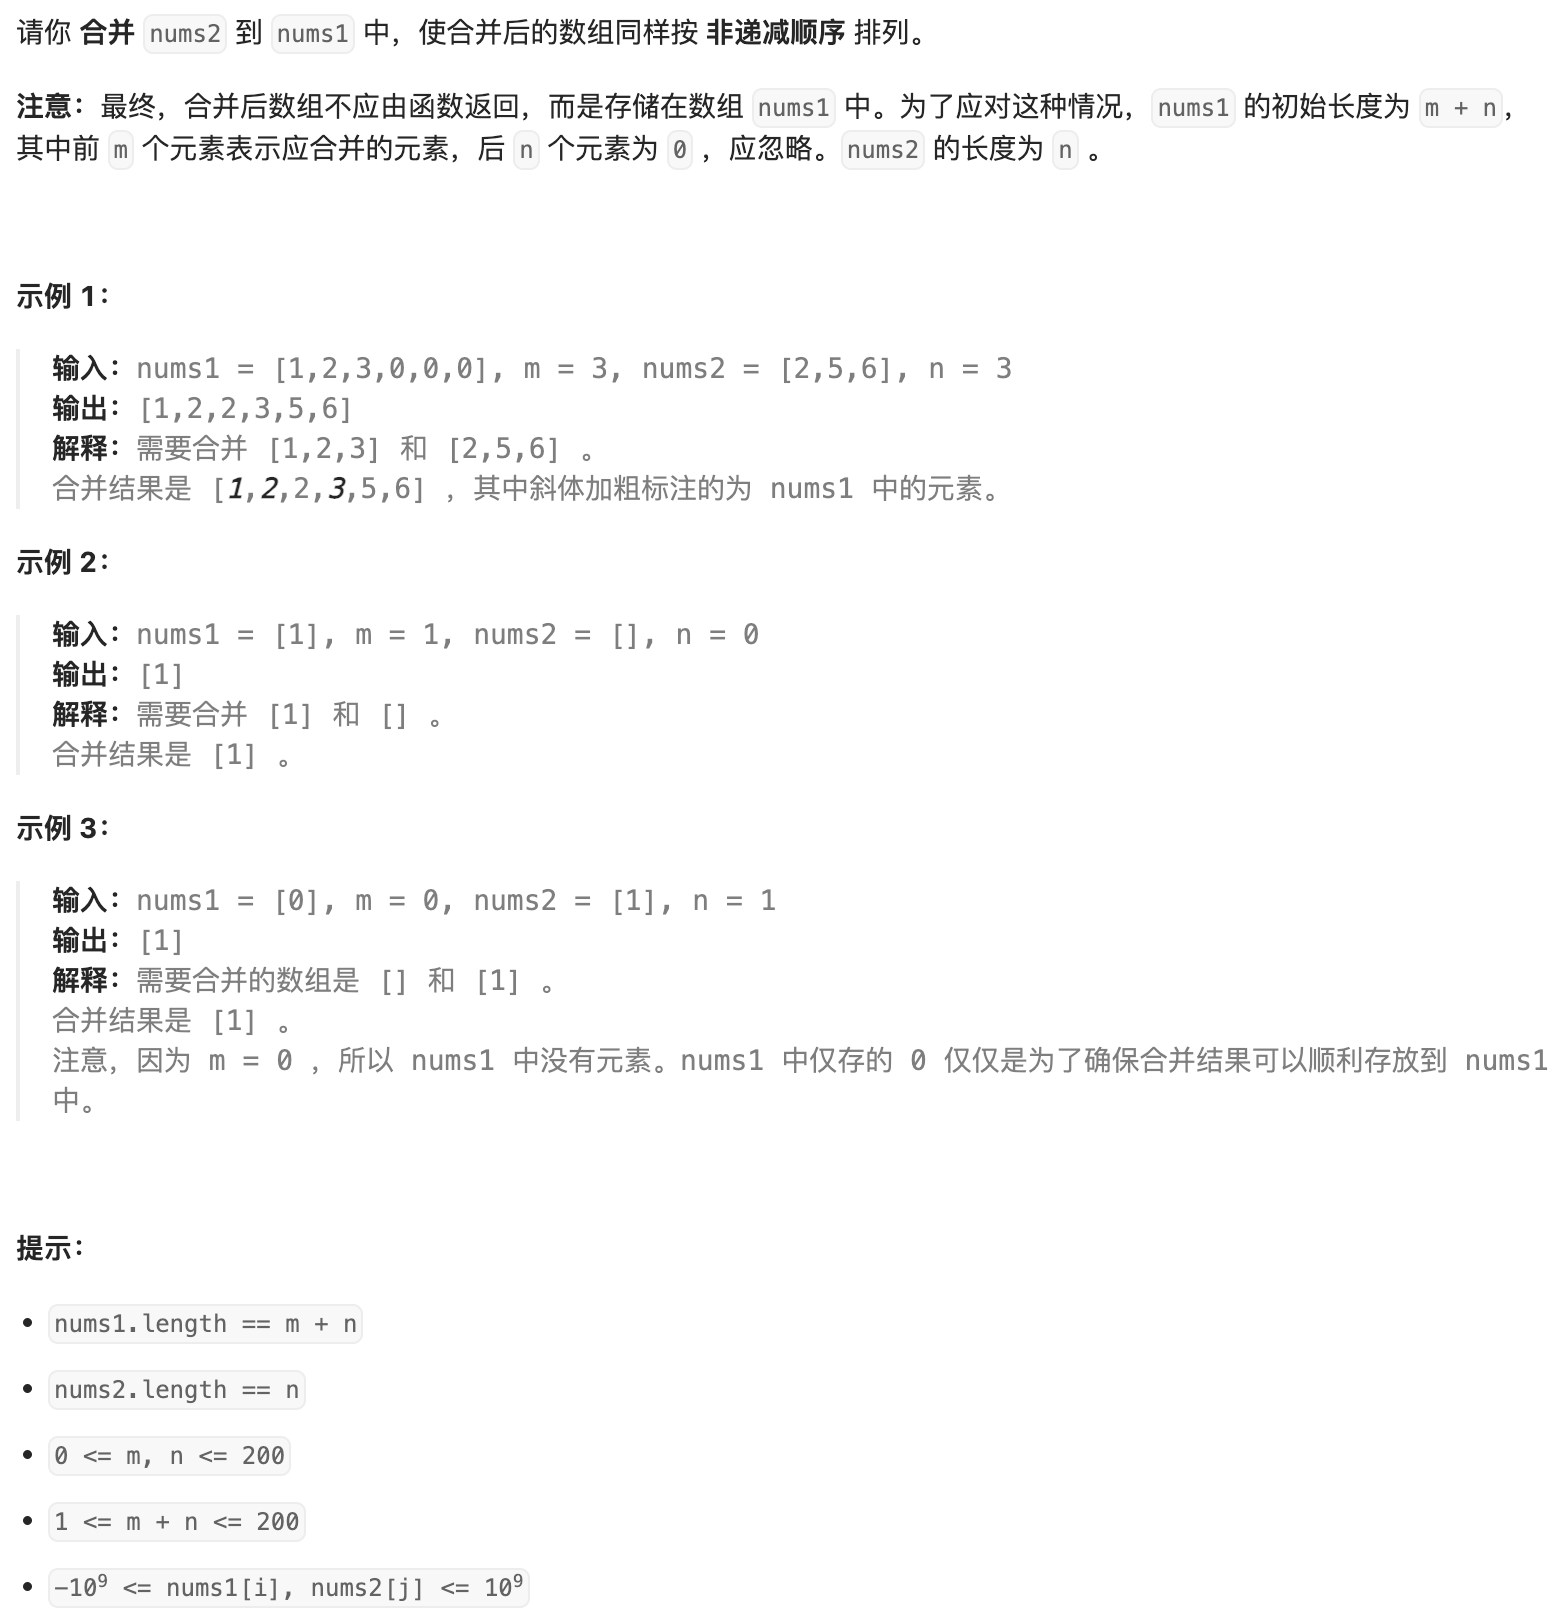 请你 合并 nums2 到 nums1 中，使合并后的数组同样按 非递减顺序 排列。
注意：最终，合并后数组不应由函数返回，而是存储在数组 nums1 中。为了应对这种情况，nums1 的初始长度为 m + n，
其中前 m 个元素表示应合并的元素，后 n 个元素为 0 ，应忽略。nums2 的长度为 n 。
示例 1：
输入：nums1 = [1,2,3,0,0,0], m = 3, nums2 = [2,5,6], n = 3
输出：[1,2,2,3,5,6]
解释：需要合并 [1,2,3] 和 [2,5,6] 。
合并结果是 [1,2,2,3,5,6] ，其中斜体加粗标注的为 nums1 中的元素。
示例 2：
输入：nums1 = [1], m = 1, nums2 = [], n = 0
输出：[1]
解释：需要合并 [1] 和 [] 。
合并结果是 [1] 。
示例 3：
输入：nums1 = [0], m = 0, nums2 = [1], n = 1
输出：[1]
解释：需要合并的数组是 [] 和 [1] 。
合并结果是 [1] 。
注意，因为 m = 0 ，所以 nums1 中没有元素。nums1 中仅存的 0 仅仅是为了确保合并结果可以顺利存放到 nums1
中。
提示：
• nums1.length == m + n
• nums2.length == n
• 0 <= m, n <= 200
• 1 <= m + n <= 200
• -10⁹ <= nums1[i], nums2[j] <= 10⁹